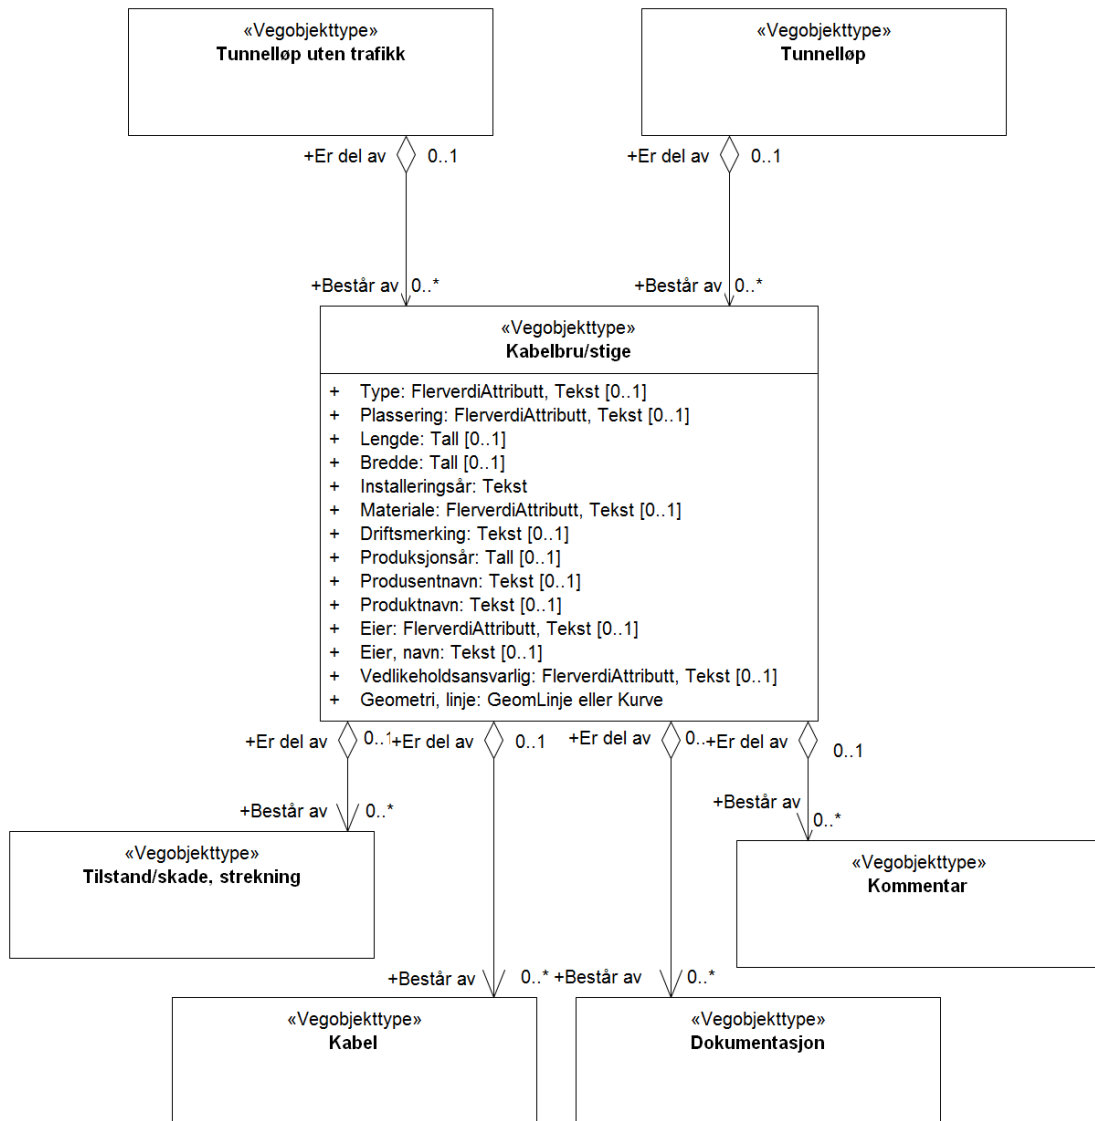 «Vegobjekttype»
Tunnelløp uten trafikk
«Vegobjekttype»
Tunnelløp
+Er del av 0..1
+Er del av 0..1
+Består av 0..*
+Består av 0..*
«Vegobjekttype»
Kabelbru/stige
+ Type: FlerverdiAttributt, Tekst [0..1]
+ Plassering: FlerverdiAttributt, Tekst [0..1]
+ Lengde: Tall [0..1]
+ Bredde: Tall [0..1]
+ Installeringsår: Tekst
+ Materiale: FlerverdiAttributt, Tekst [0..1]
+ Driftsmerking: Tekst [0..1]
+ Produksjonsår: Tall [0..1]
+ Produsentnavn: Tekst [0..1]
+ Produktnavn: Tekst [0..1]
+ Eier: FlerverdiAttributt, Tekst [0..1]
+ Eier, navn: Tekst [0..1]
+ Vedlikeholdsansvarlig: FlerverdiAttributt, Tekst [0..1]
+ Geometri, linje: GeomLinje eller Kurve
+Er del av 0..1
+Er del av 0..1
+Er del av 0..
+Er del av 0..1
+Består av 0..*
+Består av 0..*
«Vegobjekttype»
Tilstand/skade, strekning
«Vegobjekttype»
Kommentar
+Består av 0..*
+Består av 0..*
«Vegobjekttype»
Kabel
«Vegobjekttype»
Dokumentasjon